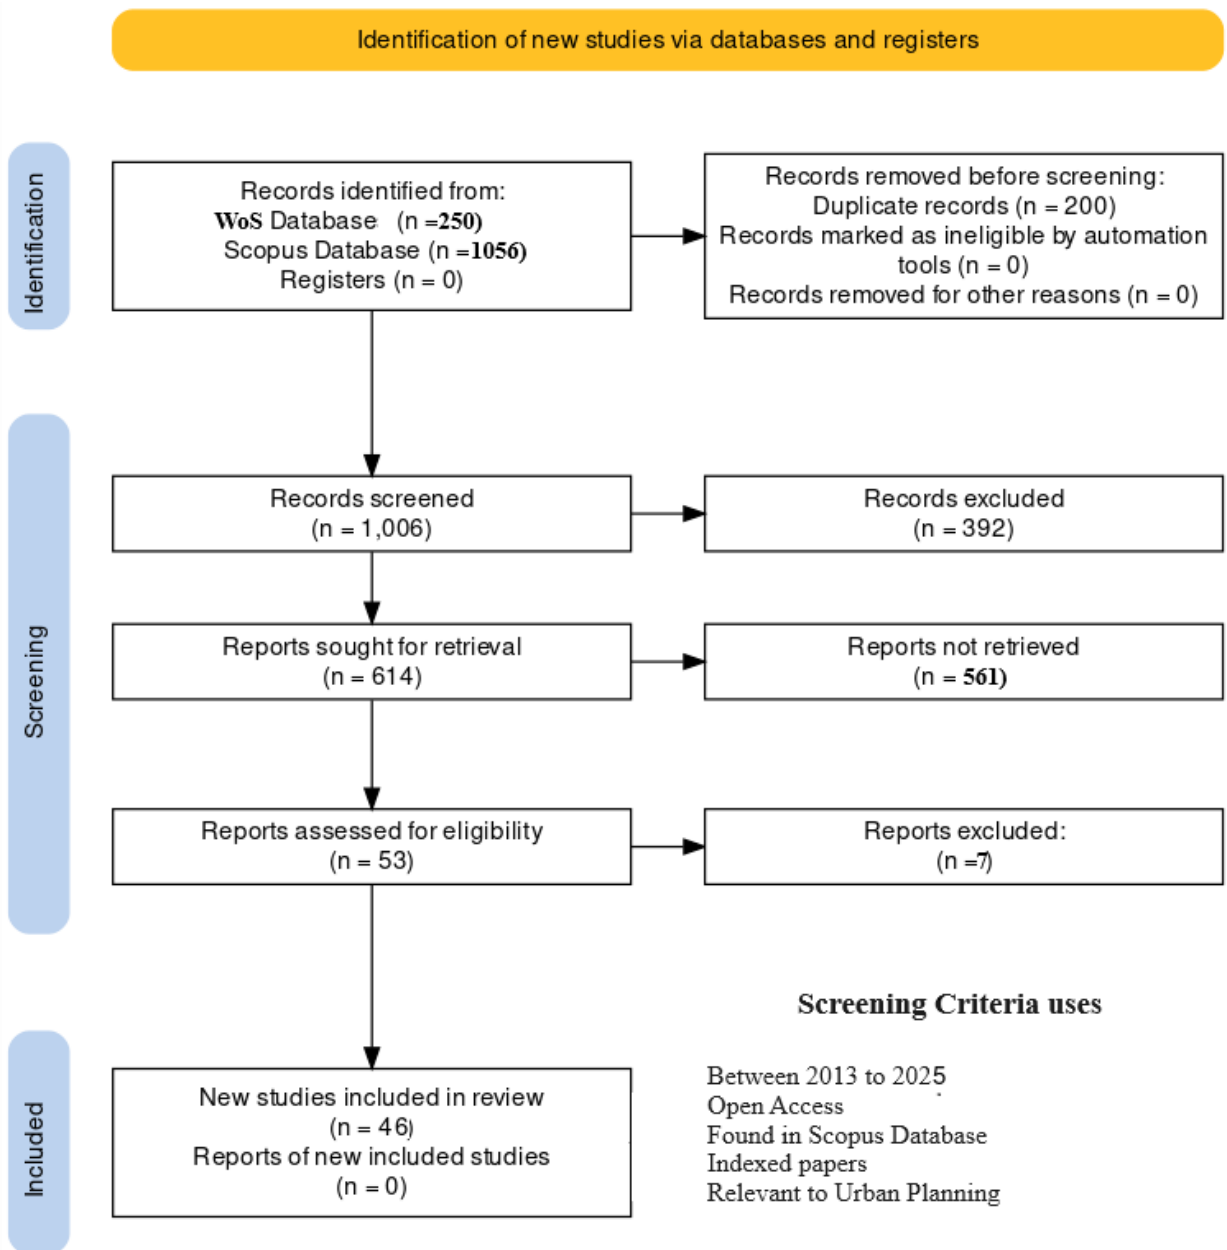 Identification of new studies via databases and registers
Identification
Records identified from:
WoS Database (n =250)
Scopus Database (n =1056)
Registers (n = 0)
Records removed before screening:
Duplicate records (n = 200)
Records marked as ineligible by automation
tools (n = 0)
Records removed for other reasons (n = 0)
Screening
Records screened
(n = 1,006)
Records excluded
(n = 392)
Reports sought for retrieval
(n = 614)
Reports not retrieved
(n = 561)
Reports assessed for eligibility
(n = 53)
Reports excluded:
(n =7)
Included
New studies included in review
(n = 46)
Reports of new included studies
(n = 0)
Screening Criteria uses
Between 2013 to 2025
Open Access
Found in Scopus Database
Indexed papers
Relevant to Urban Planning